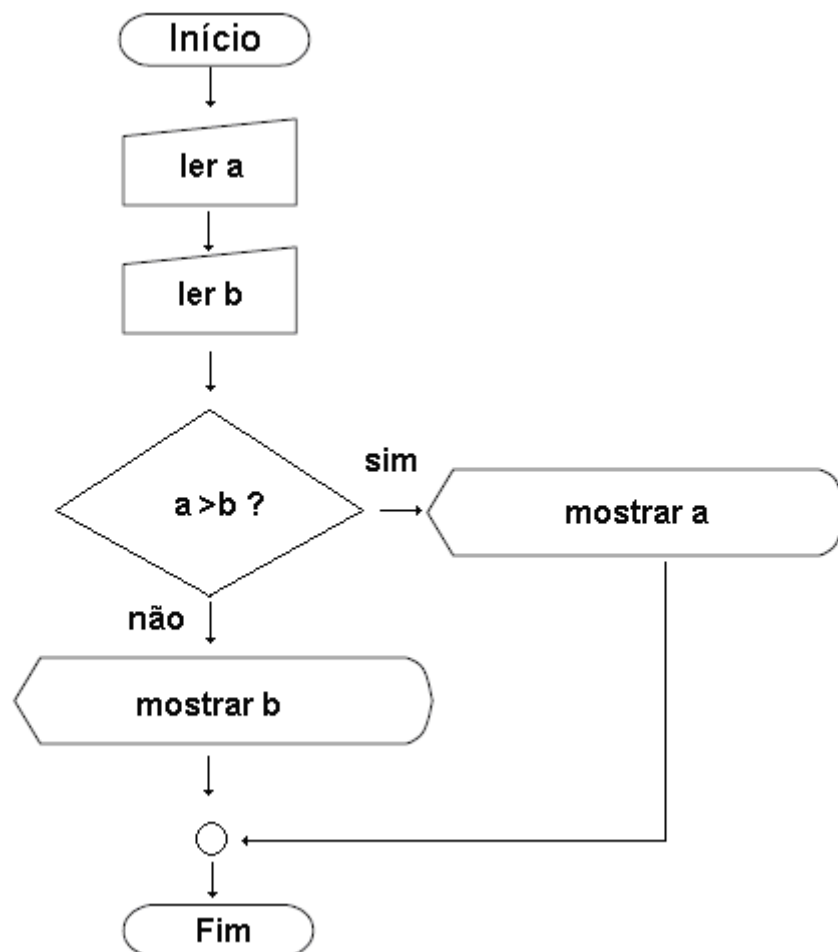 Início
ler a
ler b
a >b ?
sim
mostrar a
não
mostrar b
Fim